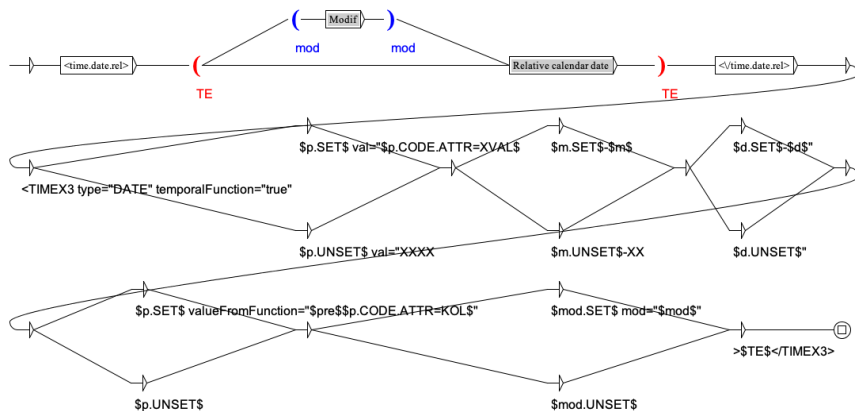 ( Modif )
mod mod
<time.date.rel> ( Relative calendar date ) <\/time.date.rel>
TE TE
$p.SET$ val="$p.CODE.ATTR=XVAL$ $m.SET$-$m$ $d.SET$-$d$"
<TIMEX3 type="DATE" temporalFunction="true"
$p.UNSET$ val="XXXX $m.UNSET$-XX $d.UNSET$"
$p.SET$ valueFromFunction="$pre$$p.CODE.ATTR=KOL$" $mod.SET$ mod="$mod$"
>$TE$</TIMEX3>
$p.UNSET$ $mod.UNSET$